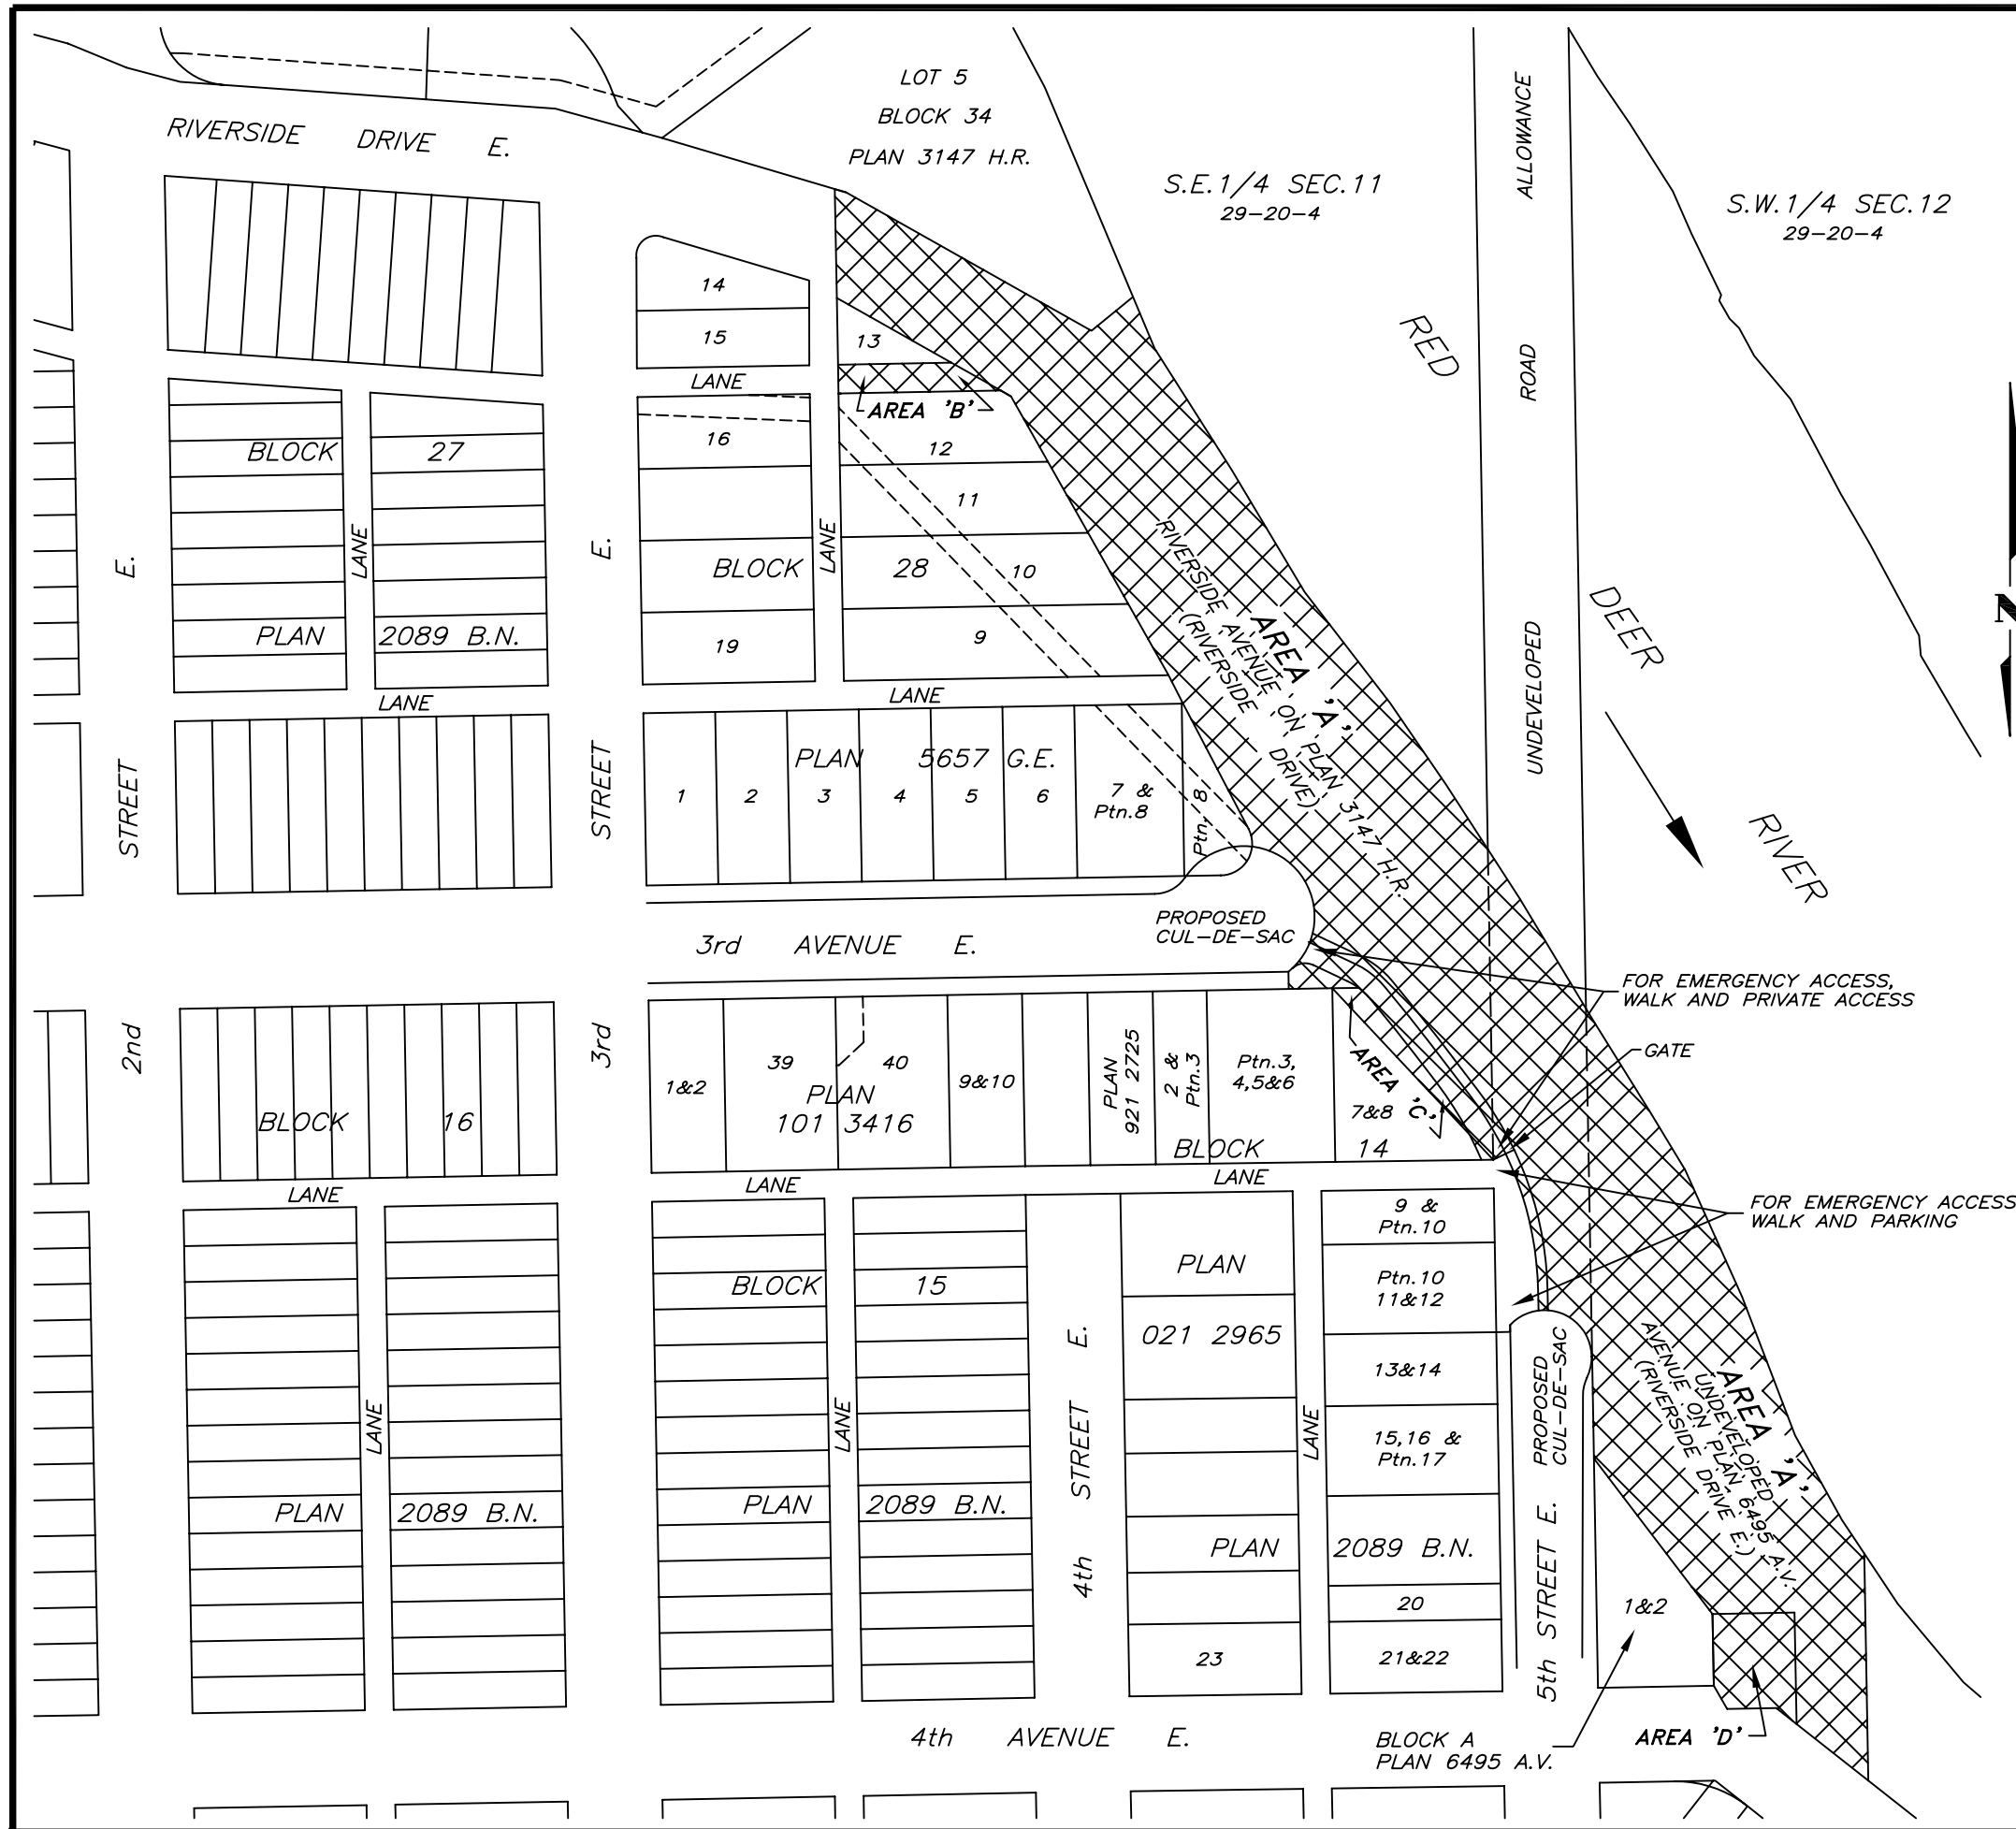 LOT 5
BLOCK 34
PLAN 3147 H.R.
RIVERSIDE DRIVE E.
S.E.1/4 SEC.11
29-20-4
UNDEVELOPED ROAD ALLOWANCE
S.W.1/4 SEC.12
29-20-4
RED DEER RIVER
N
14
15
13
LANE
AREA 'B'
16
12
11
BLOCK 27
LANE
BLOCK 28
LANE
10
19
9
PLAN 2089 B.N.
LANE
LANE
2nd STREET E.
3rd STREET E.
PLAN 5657 G.E.
1
2
3
4
5
6
7 &
Ptn.8
Ptn. 8
AREA 'A'
RIVERSIDE AVENUE ON PLAN 3147 H.R.
(RIVERSIDE DRIVE)
PROPOSED
CUL-DE-SAC
3rd AVENUE E.
FOR EMERGENCY ACCESS,
WALK AND PRIVATE ACCESS
GATE
AREA 'C'
1&2
39
40
PLAN
101 3416
9&10
PLAN
921 2725
2 &
Ptn.3
Ptn.3,
4,5&6
7&8
BLOCK 14
BLOCK 16
LANE
LANE
LANE
FOR EMERGENCY ACCESS
WALK AND PARKING
9 &
Ptn.10
PLAN
021 2965
Ptn.10
11&12
BLOCK 15
13&14
LANE
LANE
LANE
4th STREET E.
15,16 &
Ptn.17
PROPOSED
CUL-DE-SAC
5th STREET E.
AREA 'A'
UNDEVELOPED
AVENUE ON PLAN 6495 A.V.
(RIVERSIDE DRIVE E.)
PLAN 2089 B.N.
PLAN 2089 B.N.
PLAN 2089 B.N.
20
23
21&22
1&2
4th AVENUE E.
BLOCK A
PLAN 6495 A.V.
AREA 'D'